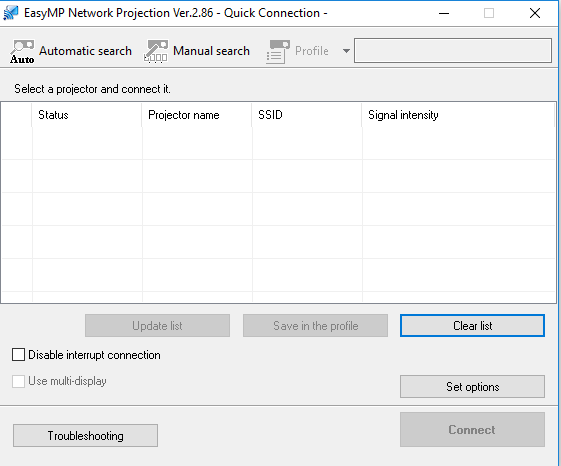 EasyMP Network Projection Ver.2.86 - Quick Connection -
Auto Automatic search Manual search Profile
Select a projector and connect it.
Status Projector name SSID Signal intensity
Update list Save in the profile Clear list
Disable interrupt connection
Use multi-display Set options
Troubleshooting Connect